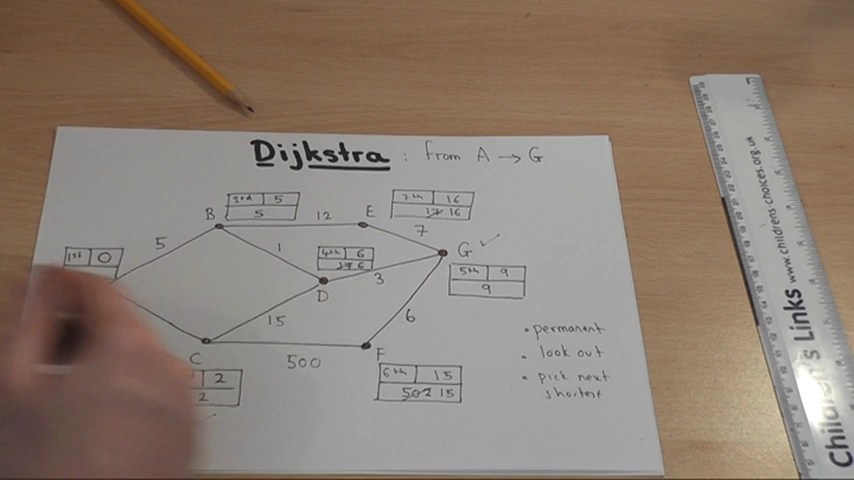 Dijkstra : from A → G
B
3rd 5
5
12
E
7th 16
17 16
5
1
7
G ✓
1st 0
4th 6
17 6
D
3
5th 9
9
15
6
C
500
F
2
2
6th 15
502 15
• permanent
• look out
• pick next
shortest
Children's Links www.childrens-choices.org.uk